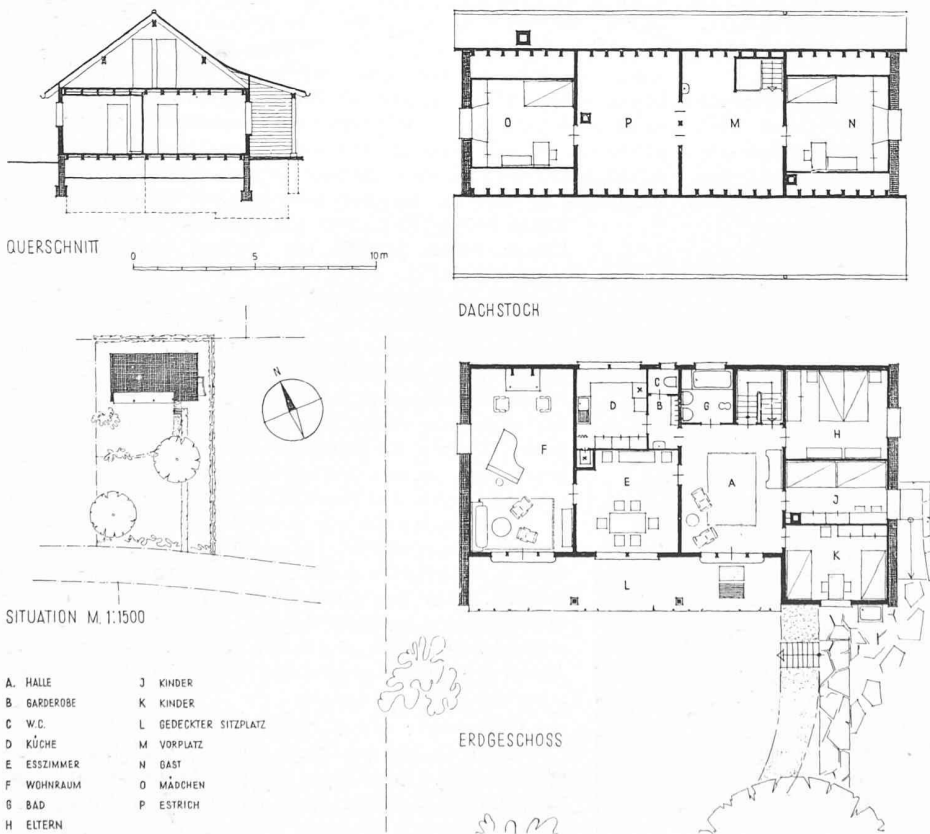 QUERSCHNITT
0 5 10 m
O P M N
DACHSTOCK
N
SITUATION M. 1:1500
C
D B G H
F
E A J
K
L
ERDGESCHOSS
A. HALLE
B GARDEROBE
C W.C.
D KÜCHE
E ESSZIMMER
F WOHNRAUM
G BAD
H ELTERN
J KINDER
K KINDER
L GEDECKTER SITZPLATZ
M VORPLATZ
N GAST
O MÄDCHEN
P ESTRICH